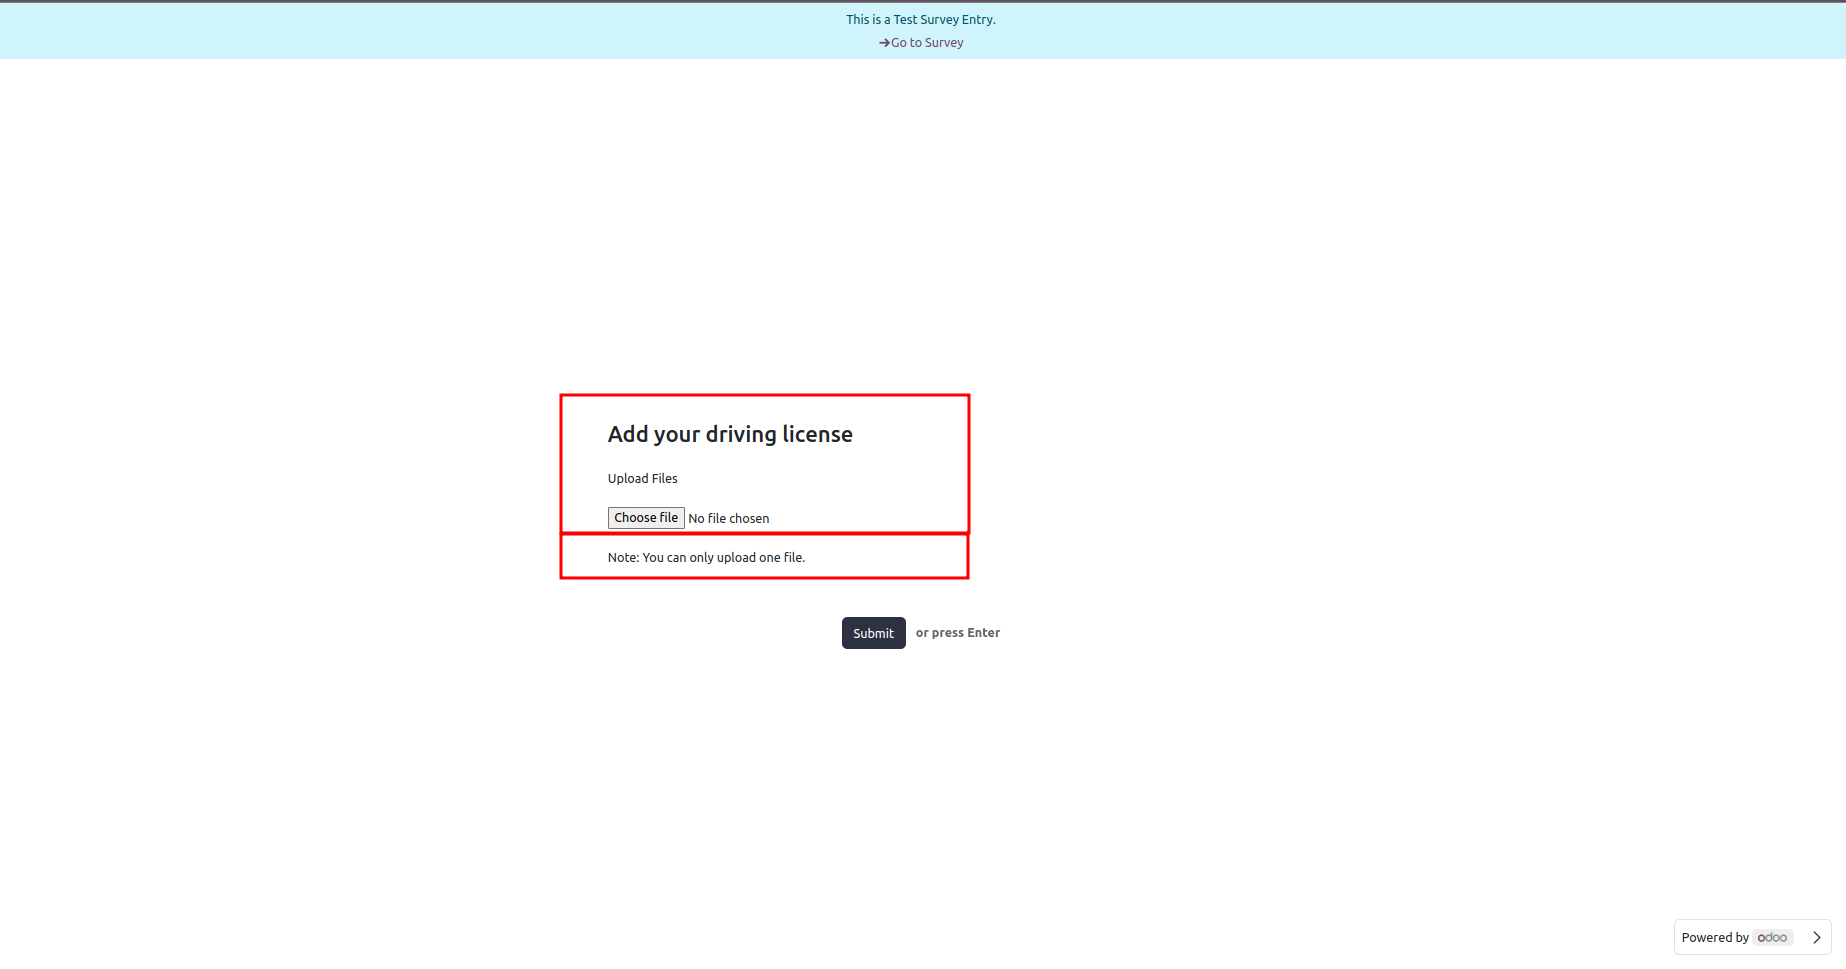 This is a Test Survey Entry.
➔Go to Survey
Add your driving license
Upload Files
Choose file No file chosen
Note: You can only upload one file.
Submit or press Enter
Powered by odoo